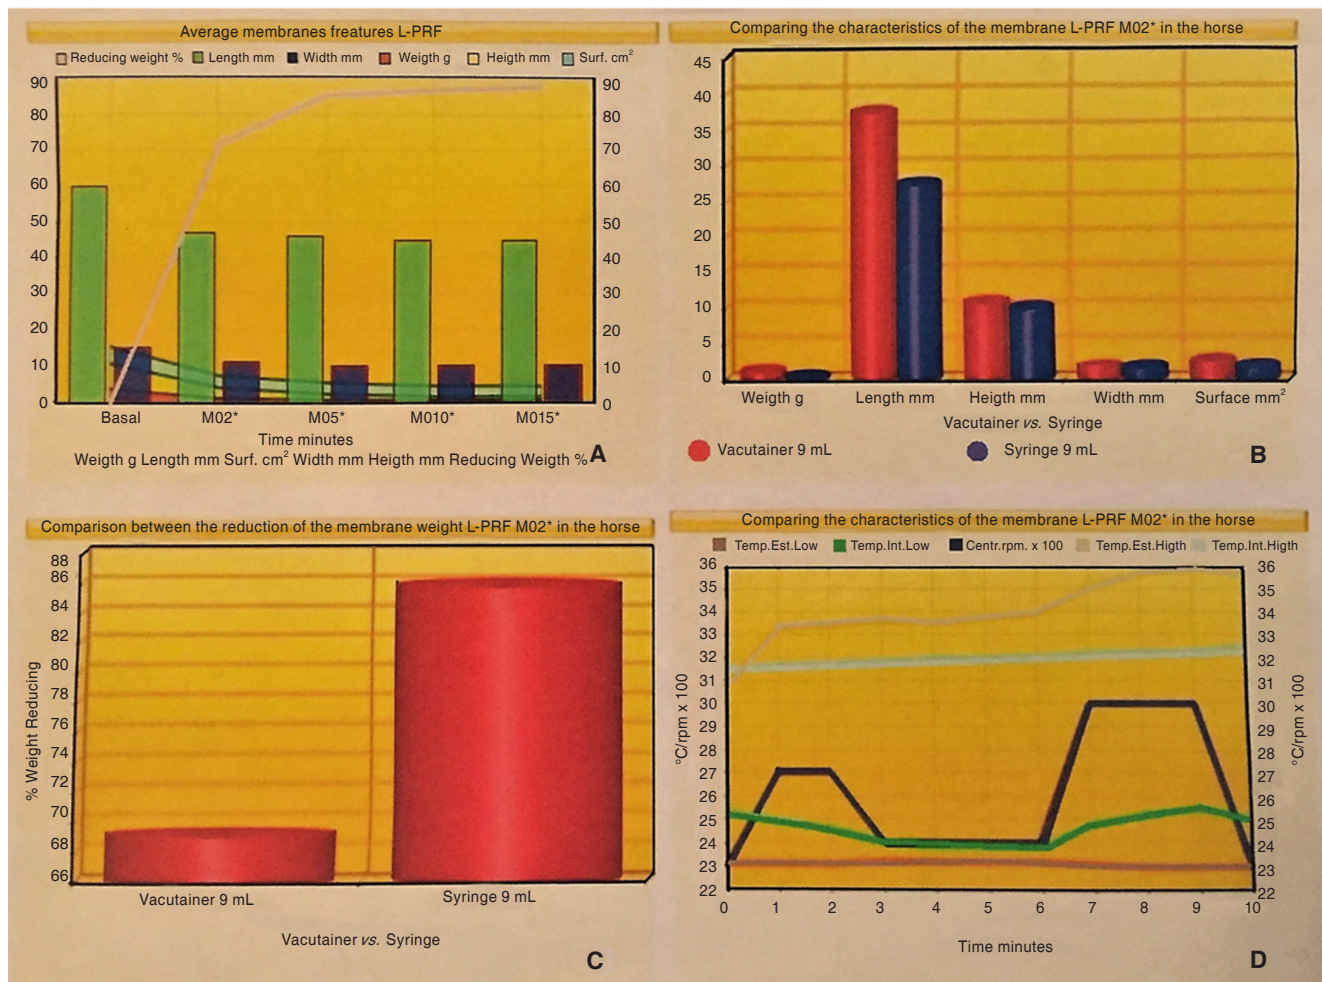 Average membranes freatures L-PRF
Reducing weight % Length mm Width mm Weigth g Heigth mm Surf. cm²
90 90
80 80
70 70
60 60
50 50
40 40
30 30
20 20
10 10
0 0
Basal M02* M05* M010* M015*
Time minutes
Weigth g Length mm Surf. cm² Width mm Heigth mm Reducing Weigth %
A
Comparing the characteristics of the membrane L-PRF M02* in the horse
45
40
35
30
25
20
15
10
5
0
Weigth g Length mm Heigth mm Width mm Surface mm²
Vacutainer vs. Syringe
Vacutainer 9 mL Syringe 9 mL
B
Comparison between the reduction of the membrane weight L-PRF M02* in the horse
% Weight Reducing
88
86
84
82
80
78
76
74
72
70
68
66
Vacutainer 9 mL Syringe 9 mL
Vacutainer vs. Syringe
C
Comparing the characteristics of the membrane L-PRF M02* in the horse
Temp.Est.Low Temp.Int.Low Centr.rpm. x 100 Temp.Est.Higth Temp.Int.Higth
°C/rpm x 100
36 36
35 35
34 34
33 33
32 32
31 31
30 30
29 29
28 28
27 27
26 26
25 25
24 24
23 23
22 22
°C/rpm x 100
0 1 2 3 4 5 6 7 8 9 10
Time minutes
D